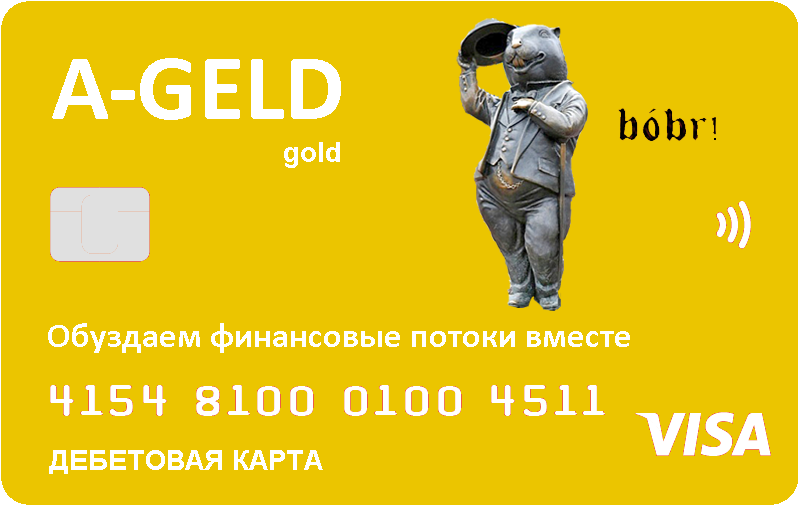 A-GELD
gold
bóbr!
Обуздаем финансовые потоки вместе
4154 8100 0100 4511
VISA
ДЕБЕТОВАЯ КАРТА